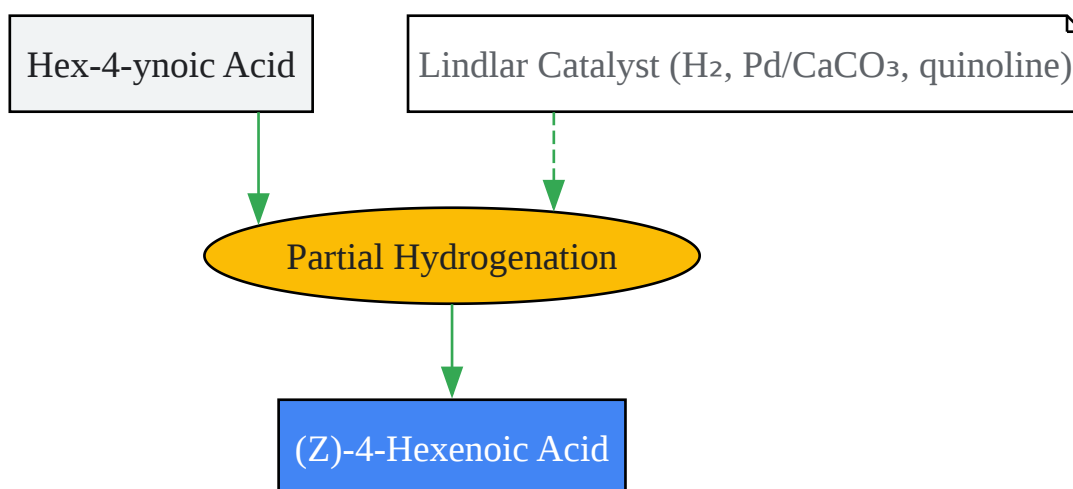 Hex-4-ynoic Acid
Lindlar Catalyst (H₂, Pd/CaCO₃, quinoline)
Partial Hydrogenation
(Z)-4-Hexenoic Acid